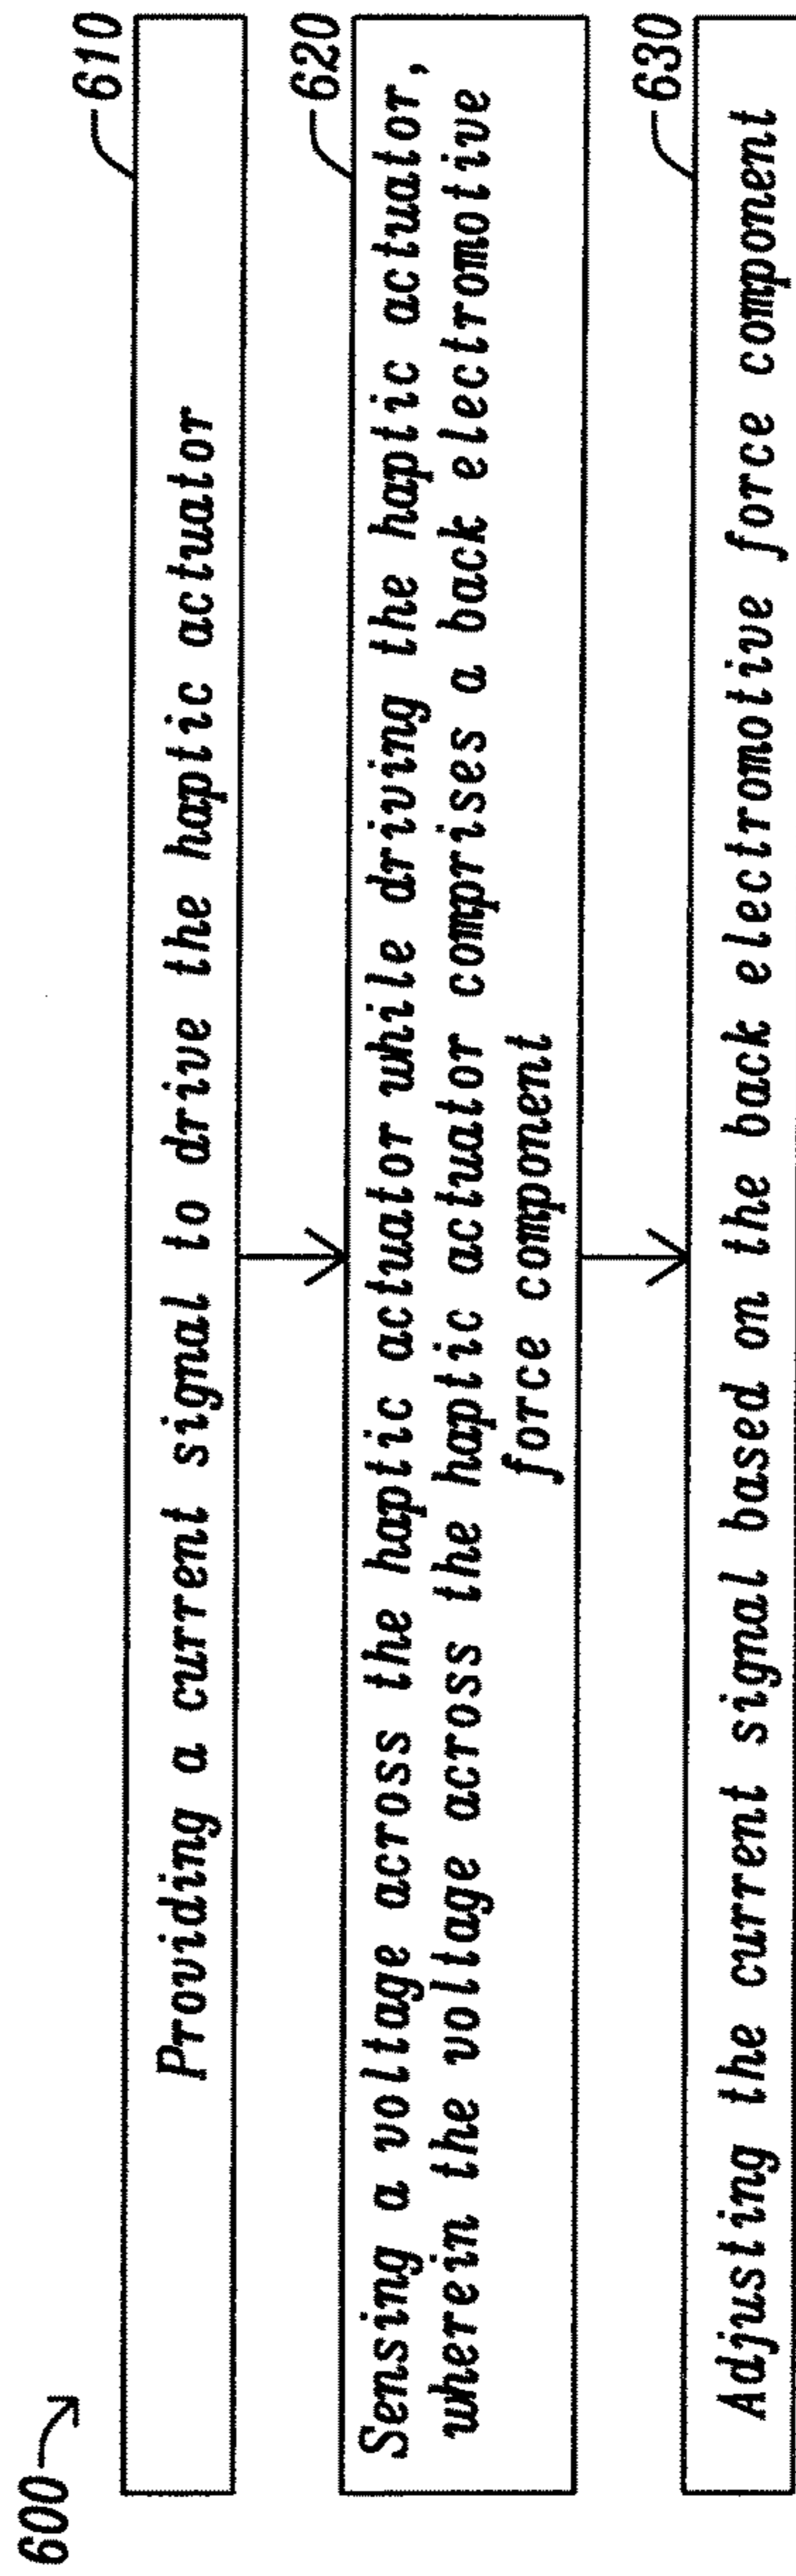 600
610
Providing a current signal to drive the haptic actuator
620
Sensing a voltage across the haptic actuator while driving the haptic actuator,
wherein the voltage across the haptic actuator comprises a back electromotive
force component
630
Adjusting the current signal based on the back electromotive force component